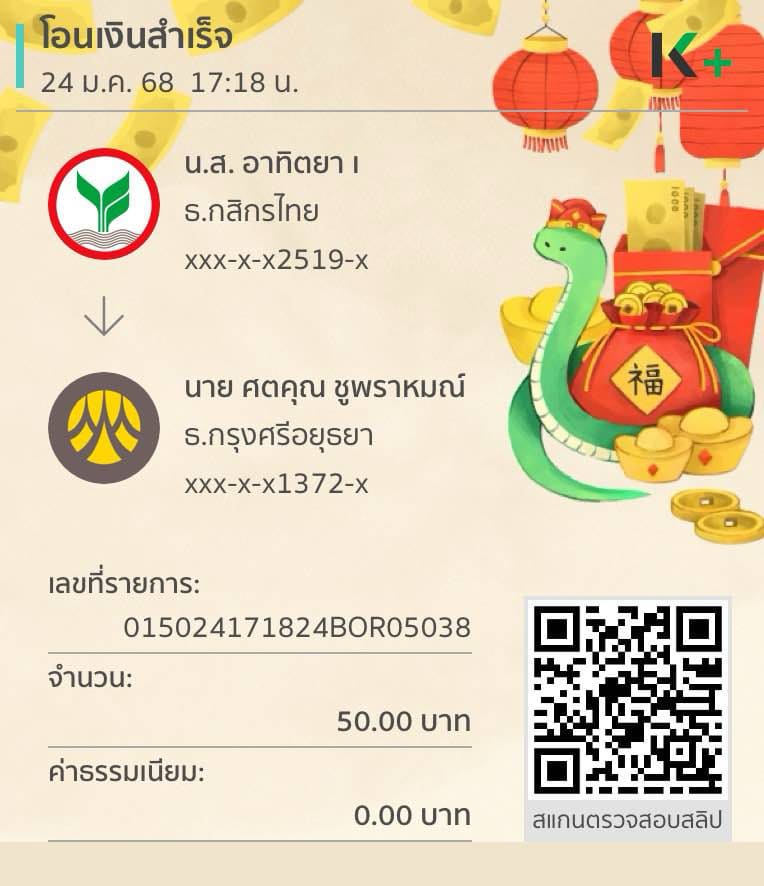 โอนเงินสำเร็จ
24 ม.ค. 68 17:18 น.
K+
น.ส. อาทิตยา เ
ธ.กสิกรไทย
xxx-x-x2519-x
นาย ศตคุณ ชูพราหมณ์
ธ.กรุงศรีอยุธยา
xxx-x-x1372-x
福
เลขที่รายการ:
015024171824BOR05038
จำนวน:
50.00 บาท
ค่าธรรมเนียม:
0.00 บาท
สแกนตรวจสอบสลิป